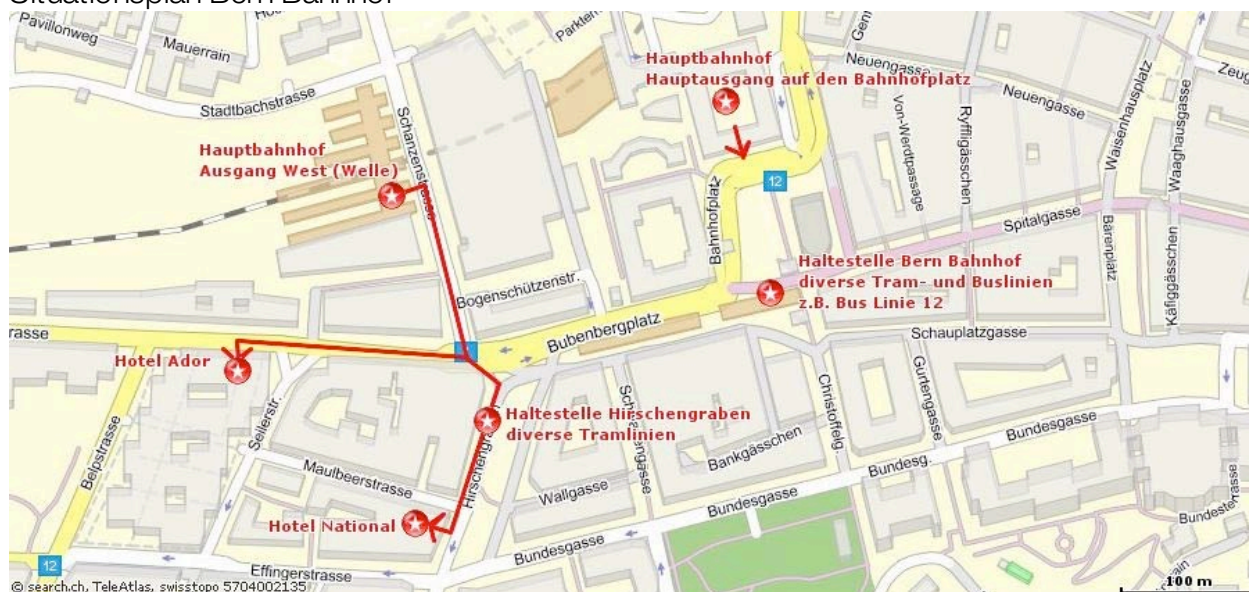 Situationsplan Bern Bahnhof
Pavillonweg
Mauerrain
Stadtbachstrasse
Schanzenstrasse
Hauptbahnhof
Ausgang West (Welle)
Hauptbahnhof
Hauptausgang auf den Bahnhofplatz
Neuengasse
Neuengasse
Von-Werdtpassage
Ryffligässchen
Waisenhausplatz
Waaghausgasse
12
Bahnhofplatz
Spitalgasse
Bärenplatz
Käfiggässchen
Haltestelle Bern Bahnhof
diverse Tram- und Buslinien
z.B. Bus Linie 12
Bogenschützenstr.
Bubenbergplatz
Schauplatzgasse
rasse
Hotel Ador
Haltestelle Hirschengraben
diverse Tramlinien
Seilerstr.
Belpstrasse
Christoffelg.
Gurtengasse
Bundesgasse
Bankgässchen
Bundesg.
Maulbeerstrasse
Wallgasse
Bundesgasse
Hotel National
Bundesgasse
Effingerstrasse
12
© search.ch, TeleAtlas, swisstopo 5704002135
100 m